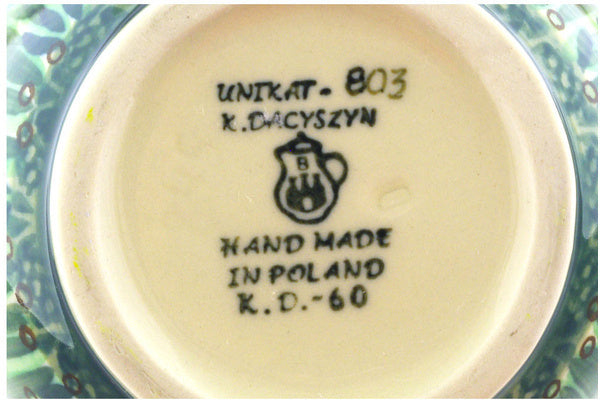 UNIKAT - 803
K.DACYSZYN
B
HAND MADE
IN POLAND
K.D.-60